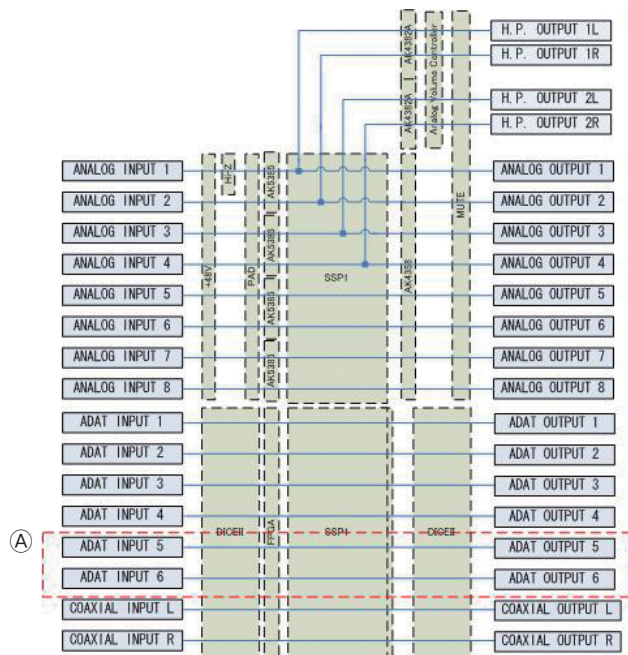 H.P. OUTPUT 1L
H.P. OUTPUT 1R
H.P. OUTPUT 2L
H.P. OUTPUT 2R
AK4382A
AK4382A
Analog Volume Controller
MUTE
ANALOG INPUT 1
ANALOG INPUT 2
ANALOG INPUT 3
ANALOG INPUT 4
ANALOG INPUT 5
ANALOG INPUT 6
ANALOG INPUT 7
ANALOG INPUT 8
+48V
Hi-Z
PAD
AK5385
AK5385
AK5385
AK5385
SSP1
AK4358
ANALOG OUTPUT 1
ANALOG OUTPUT 2
ANALOG OUTPUT 3
ANALOG OUTPUT 4
ANALOG OUTPUT 5
ANALOG OUTPUT 6
ANALOG OUTPUT 7
ANALOG OUTPUT 8
ADAT INPUT 1
ADAT INPUT 2
ADAT INPUT 3
ADAT INPUT 4
A
ADAT INPUT 5
ADAT INPUT 6
COAXIAL INPUT L
COAXIAL INPUT R
DICEII
FPGA
SSP1
DICEII
ADAT OUTPUT 1
ADAT OUTPUT 2
ADAT OUTPUT 3
ADAT OUTPUT 4
ADAT OUTPUT 5
ADAT OUTPUT 6
COAXIAL OUTPUT L
COAXIAL OUTPUT R